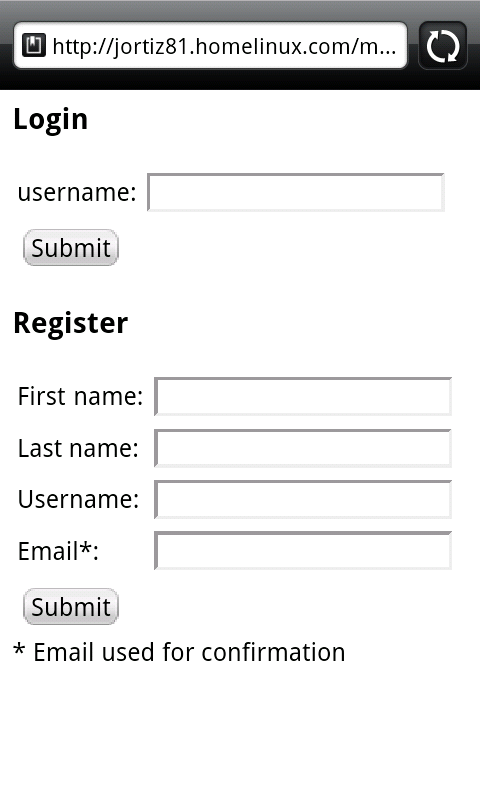 http://jortiz81.homelinux.com/m...
Login
username:
Submit
Register
First name:
Last name:
Username:
Email*:
Submit
* Email used for confirmation